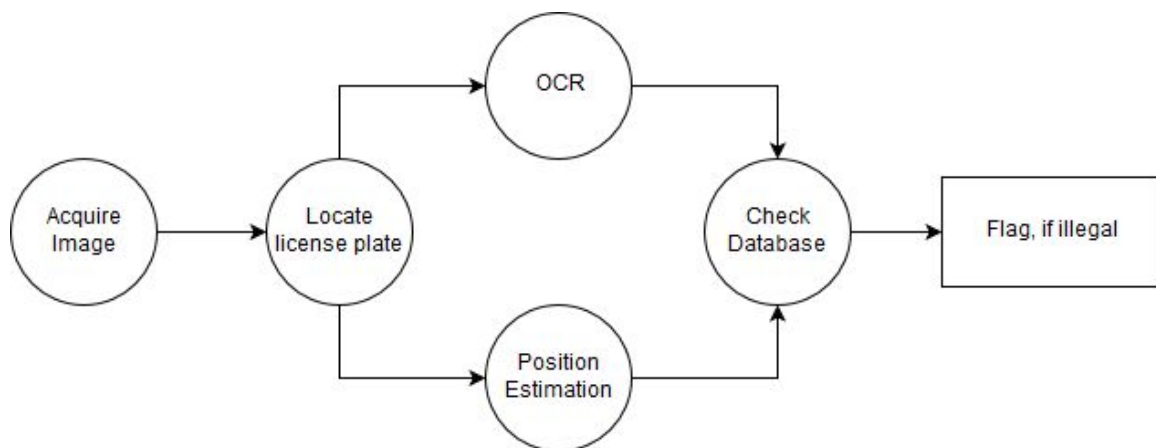 OCR
Acquire
Image
Locate
license plate
Check
Database
Flag, if illegal
Position
Estimation